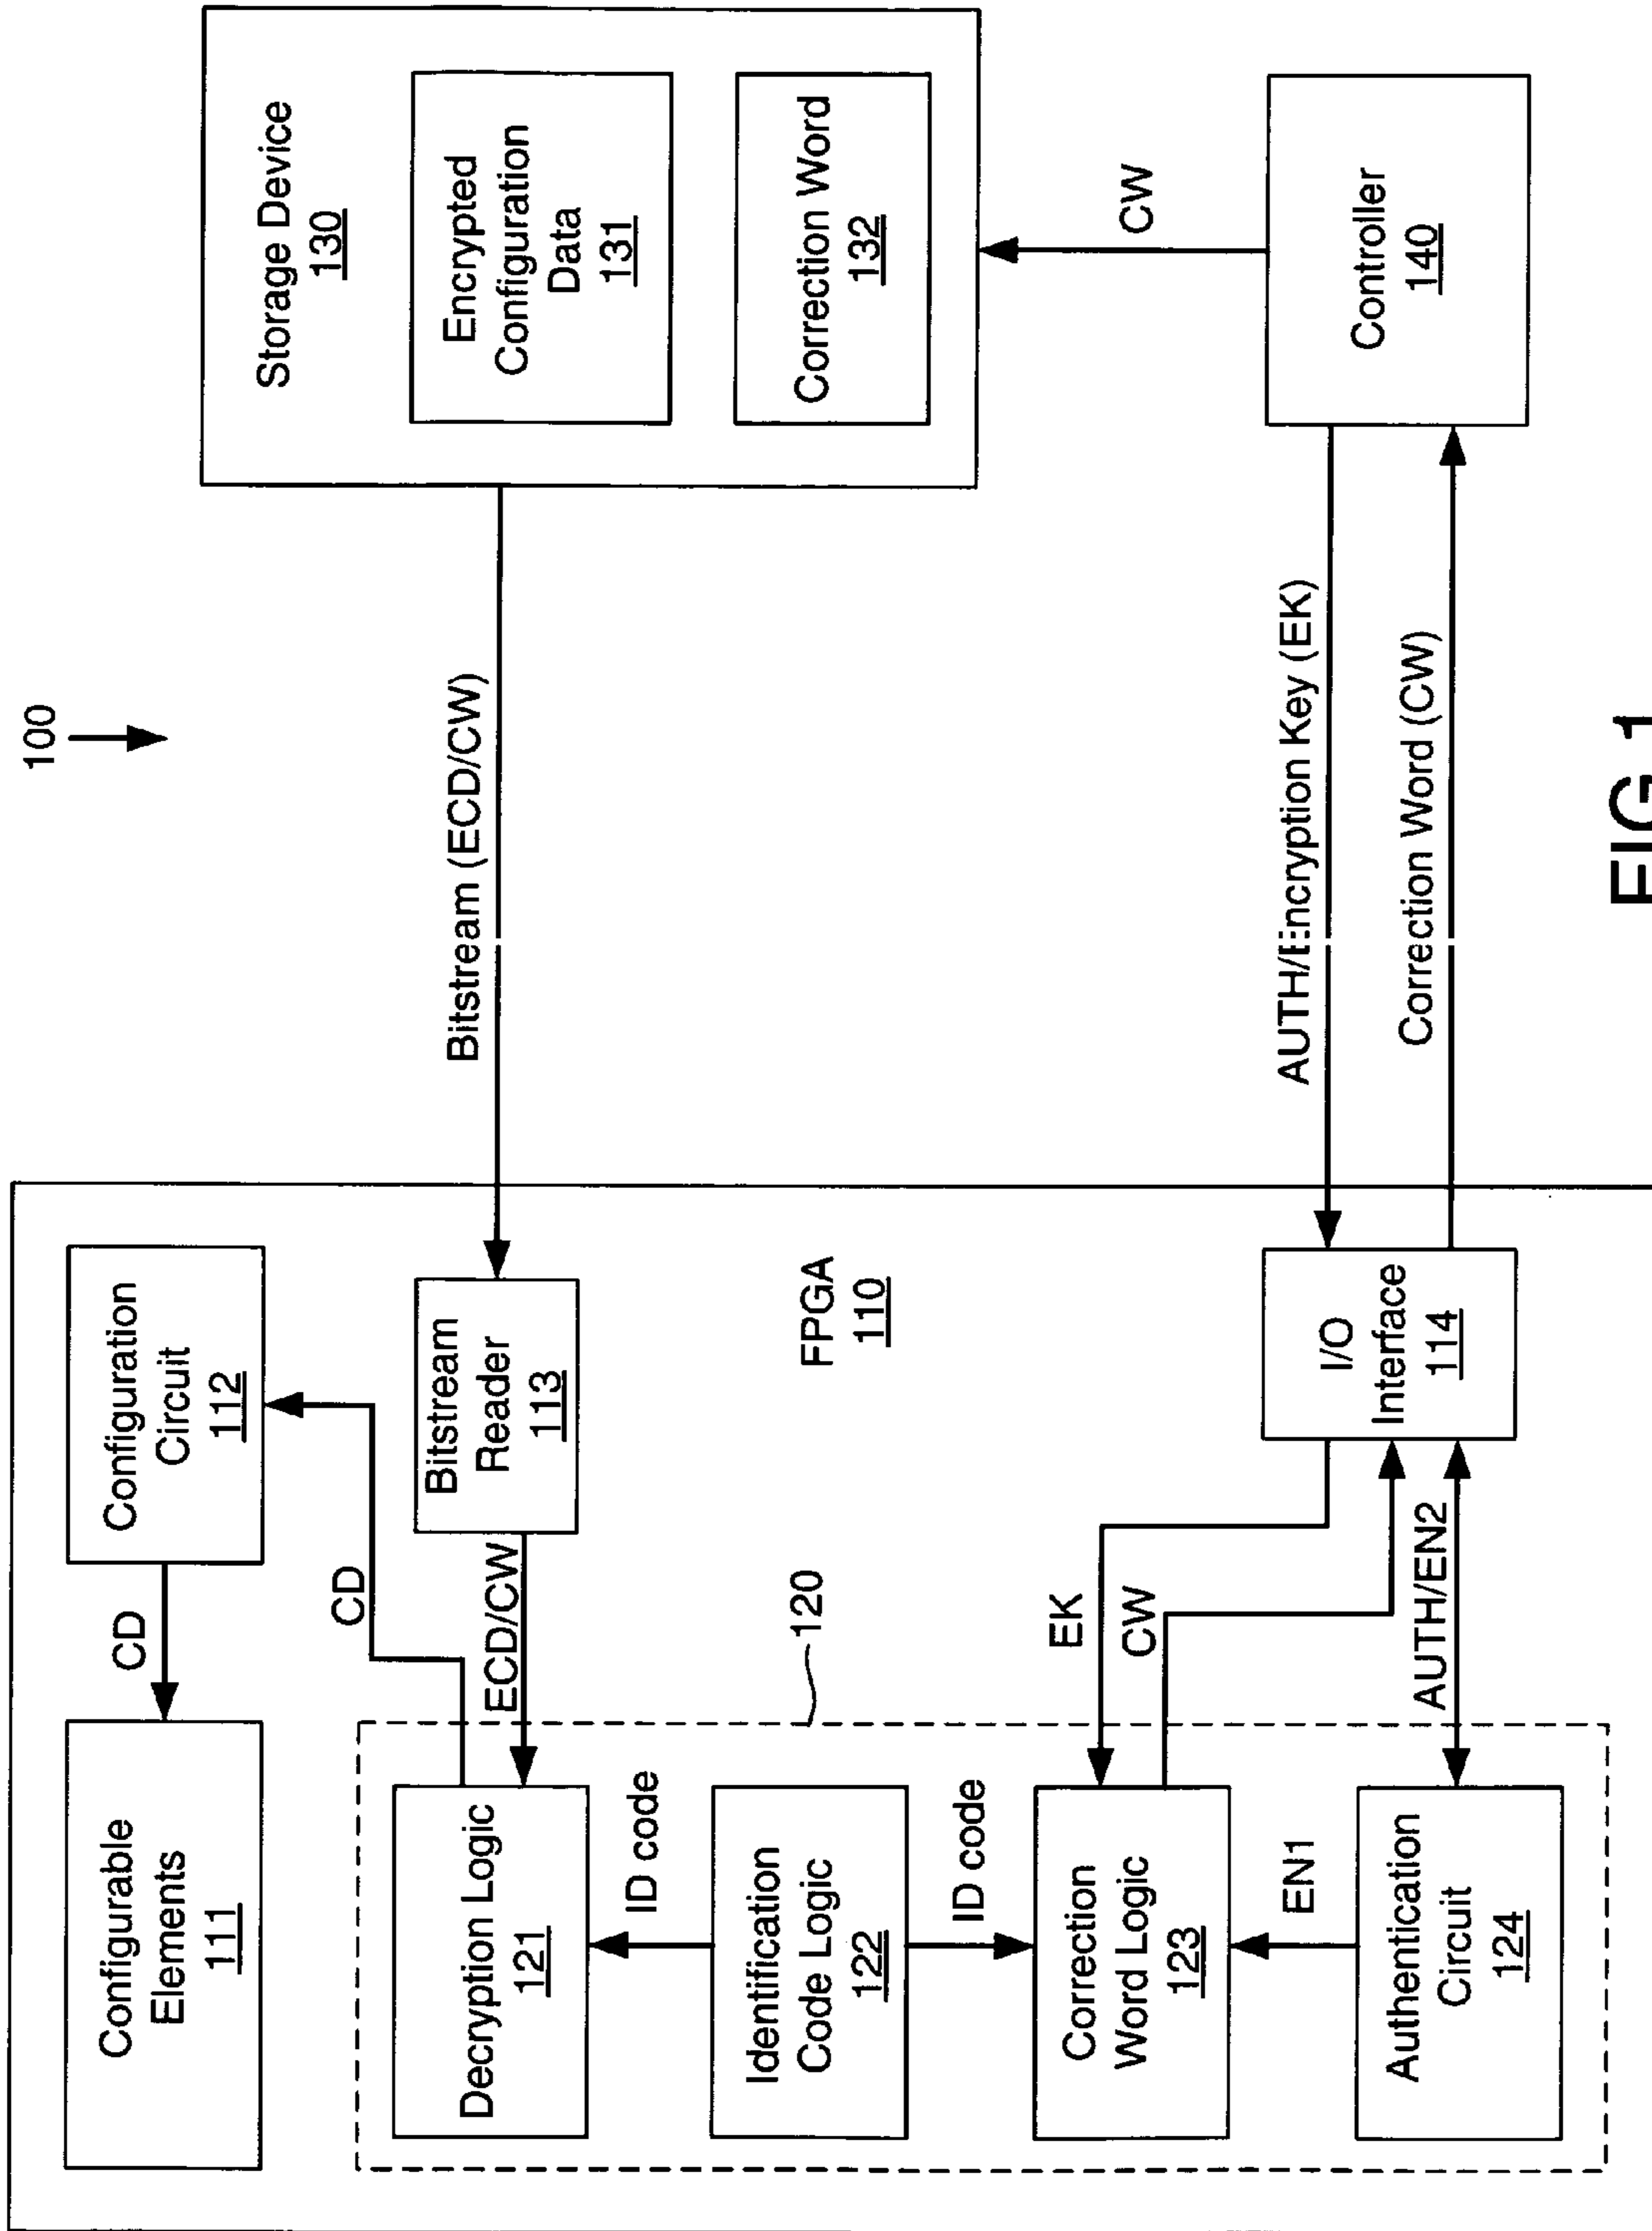 100
Configurable
Elements
111
CD
Configuration
Circuit
112
CD
Decryption Logic
121
ECD/CW
Bitstream
Reader
113
Bitstream (ECD/CW)
Storage Device
130
Encrypted
Configuration
Data
131
Correction Word
132
ID code
Identification
Code Logic
122
ID code
120
FPGA
110
CW
Correction
Word Logic
123
EK
CW
EN1
Authentication
Circuit
124
AUTH/EN2
I/O
Interface
114
AUTH/Encryption Key (EK)
Correction Word (CW)
Controller
140
FIG 1